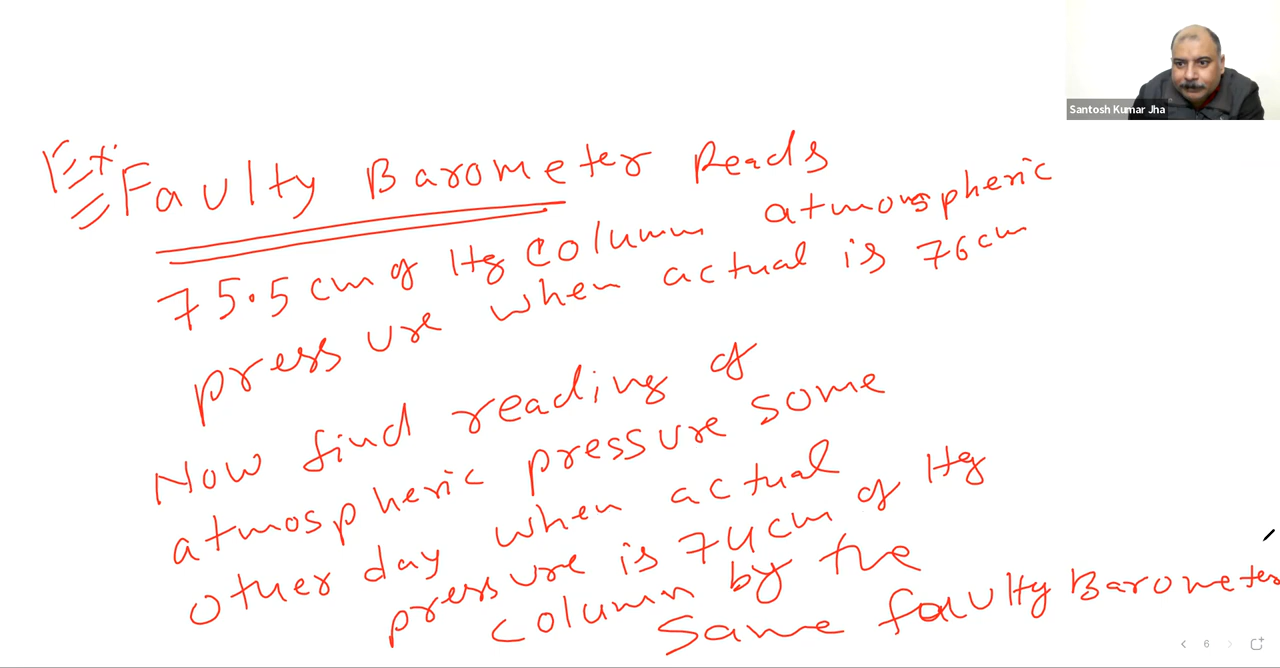 Santosh Kumar Jha
Ex: Faulty Barometer Reads
75.5 cm of Hg column atmospheric
pressure when actual is 76 cm
Now find reading of
atmospheric pressure some
other day when actual
pressure is 74 cm of Hg
column by the
same faulty Barometer
6